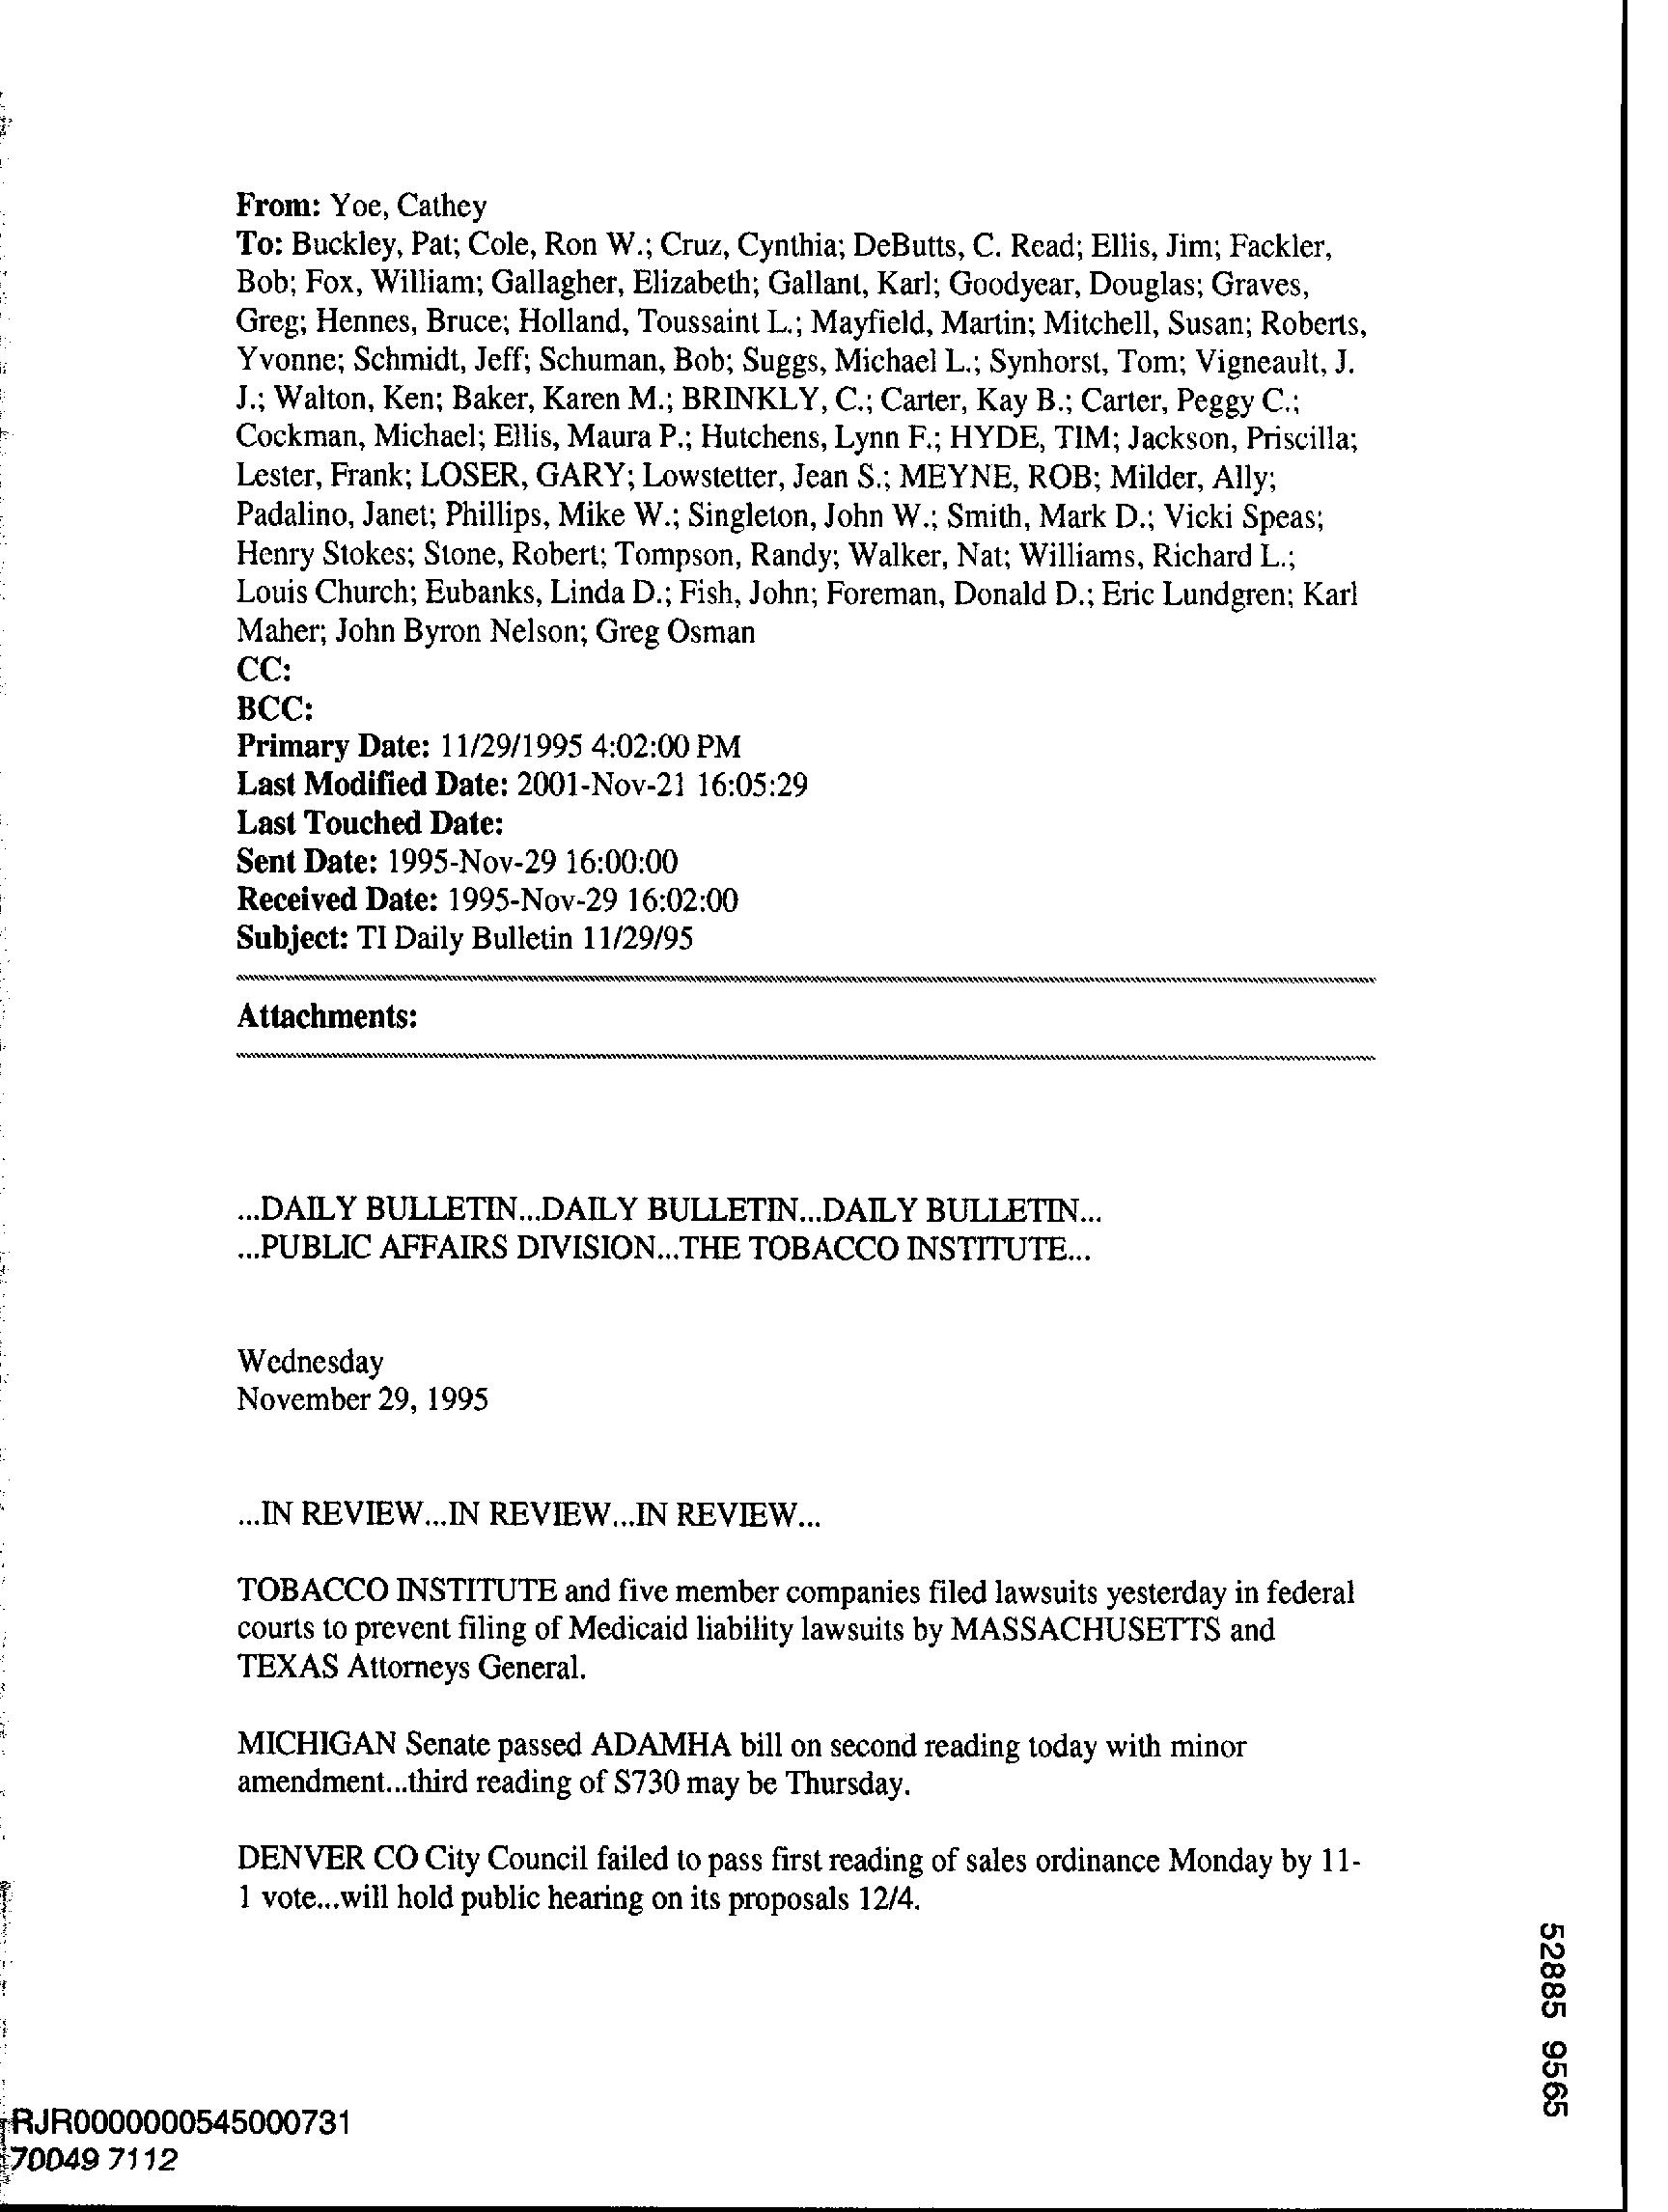 From: Yoe, Cathey
To: Buckley, Pat; Cole, Ron W.; Cruz, Cynthia; DeButts, C. Read; Ellis, Jim; Fackler,
Bob; Fox, William; Gallagher, Elizabeth; Gallant, Karl; Goodyear, Douglas; Graves,
Greg; Hennes, Bruce; Holland, Toussaint L.; Mayfield, Martin; Mitchell, Susan; Roberts,
Yvonne; Schmidt, Jeff; Schuman, Bob; Suggs, Michael L.; Synhorst, Tom; Vigneault, J.
J.; Walton, Ken; Baker, Karen M.; BRINKLY, C.; Carter, Kay B.; Carter, Peggy C.;
Cockman, Michael; Ellis, Maura P.; Hutchens, Lynn F.; HYDE, TIM; Jackson, Priscilla;
Lester, Frank; LOSER, GARY; Lowstetter, Jean S.; MEYNE, ROB; Milder, Ally;
Padalino, Janet; Phillips, Mike W.; Singleton, John W.; Smith, Mark D.; Vicki Speas;
Henry Stokes; Stone, Robert; Tompson, Randy; Walker, Nat; Williams, Richard L.;
Louis Church; Eubanks, Linda D.; Fish, John; Foreman, Donald D.; Eric Lundgren; Karl
Maher; John Byron Nelson; Greg Osman
CC:
BCC:
Primary Date: 11/29/1995 4:02:00 PM
Last Modified Date: 2001-Nov-21 16:05:29
Last Touched Date:
Sent Date: 1995-Nov-29 16:00:00
Received Date: 1995-Nov-29 16:02:00
Subject: TI Daily Bulletin 11/29/95
Attachments:
...DAILY BULLETIN...DAILY BULLETIN...DAILY BULLETIN...
...PUBLIC AFFAIRS DIVISION...THE TOBACCO INSTITUTE...
Wednesday
November 29, 1995
...IN REVIEW...IN REVIEW...IN REVIEW...
TOBACCO INSTITUTE and five member companies filed lawsuits yesterday in federal
courts to prevent filing of Medicaid liability lawsuits by MASSACHUSETTS and
TEXAS Attorneys General.
MICHIGAN Senate passed ADAMHA bill on second reading today with minor
amendment...third reading of S730 may be Thursday.
DENVER CO City Council failed to pass first reading of sales ordinance Monday by 11-
1 vote...will hold public hearing on its proposals 12/4.
52885 9565
RJR0000000545000731
70049 7112